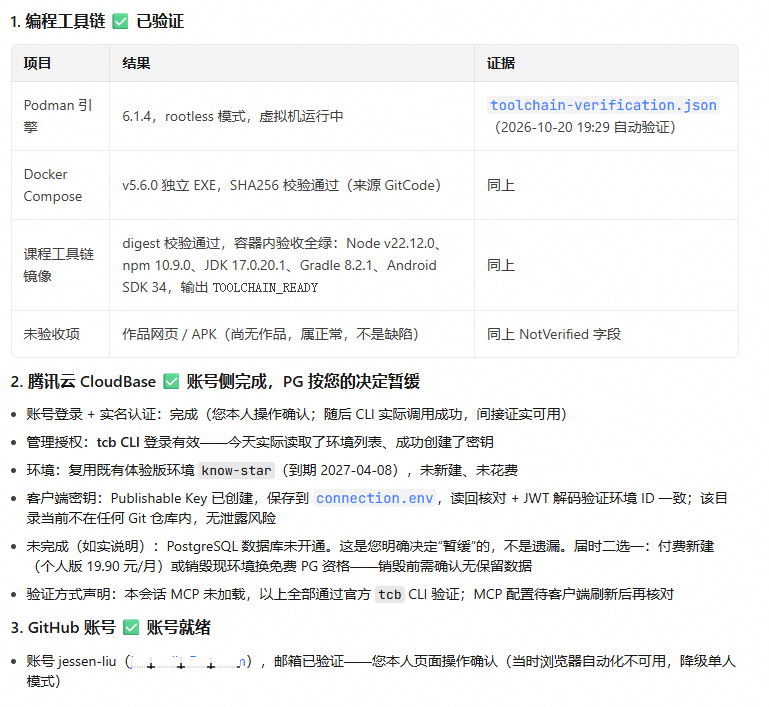 1. 编程工具链 ✅ 已验证
项目 结果 证据
Podman 引
擎
6.1.4，rootless 模式，虚拟机运行中
toolchain-verification.json
（2026-10-20 19:29 自动验证）
Docker
Compose
v5.6.0 独立 EXE，SHA256 校验通过（来源 GitCode）
同上
课程工具链
镜像
digest 校验通过，容器内验收全绿：Node v22.12.0、
npm 10.9.0、JDK 17.0.20.1、Gradle 8.2.1、Android
SDK 34，输出 TOOLCHAIN_READY
同上
未验收项
作品网页 / APK（尚无作品，属正常，不是缺陷）
同上 NotVerified 字段
2. 腾讯云 CloudBase ✅ 账号侧完成，PG 按您的决定暂缓
• 账号登录 + 实名认证：完成（您本人操作确认；随后 CLI 实际调用成功，间接证实可用）
• 管理授权：tcb CLI 登录有效——今天实际读取了环境列表、成功创建了密钥
• 环境：复用既有体验版环境 know-star（到期 2027-04-08），未新建、未花费
• 客户端密钥：Publishable Key 已创建，保存到 connection.env，读回核对 + JWT 解码验证环境 ID 一致；该目
录当前不在任何 Git 仓库内，无泄露风险
• 未完成（如实说明）：PostgreSQL 数据库未开通。这是您明确决定“暂缓”的，不是遗漏。届时二选一：付费新建
（个人版 19.90 元/月）或销毁现环境换免费 PG 资格——销毁前需确认无保留数据
• 验证方式声明：本会话 MCP 未加载，以上全部通过官方 tcb CLI 验证；MCP 配置待客户端刷新后再核对
3. GitHub 账号 ✅ 账号就绪
• 账号 jessen-liu（），邮箱已验证——您本人页面操作确认（当时浏览器自动化不可用，降级单人
模式）